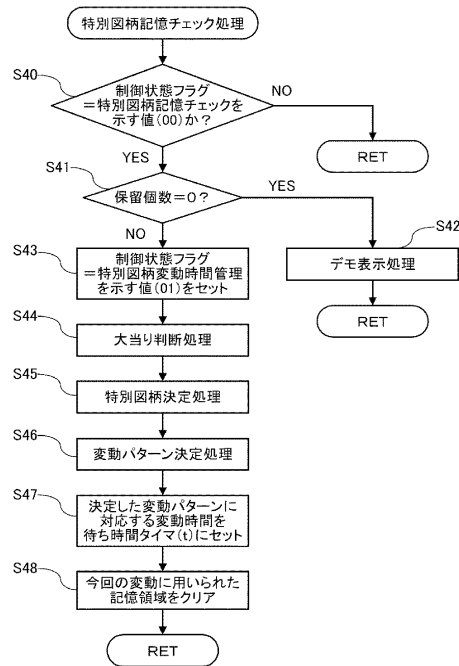 特別図柄記憶チェック処理
S40
制御状態フラグ
=特別図柄記憶チェックを
示す値(00)か?
NO
RET
YES
S41
保留個数=0?
YES
S42
デモ表示処理
RET
NO
S43
制御状態フラグ
=特別図柄変動時間管理
を示す値(01)をセット
S44
大当り判断処理
S45
特別図柄決定処理
S46
変動パターン決定処理
S47
決定した変動パターンに
対応する変動時間を
待ち時間タイマ(t)にセット
S48
今回の変動に用いられた
記憶領域をクリア
RET